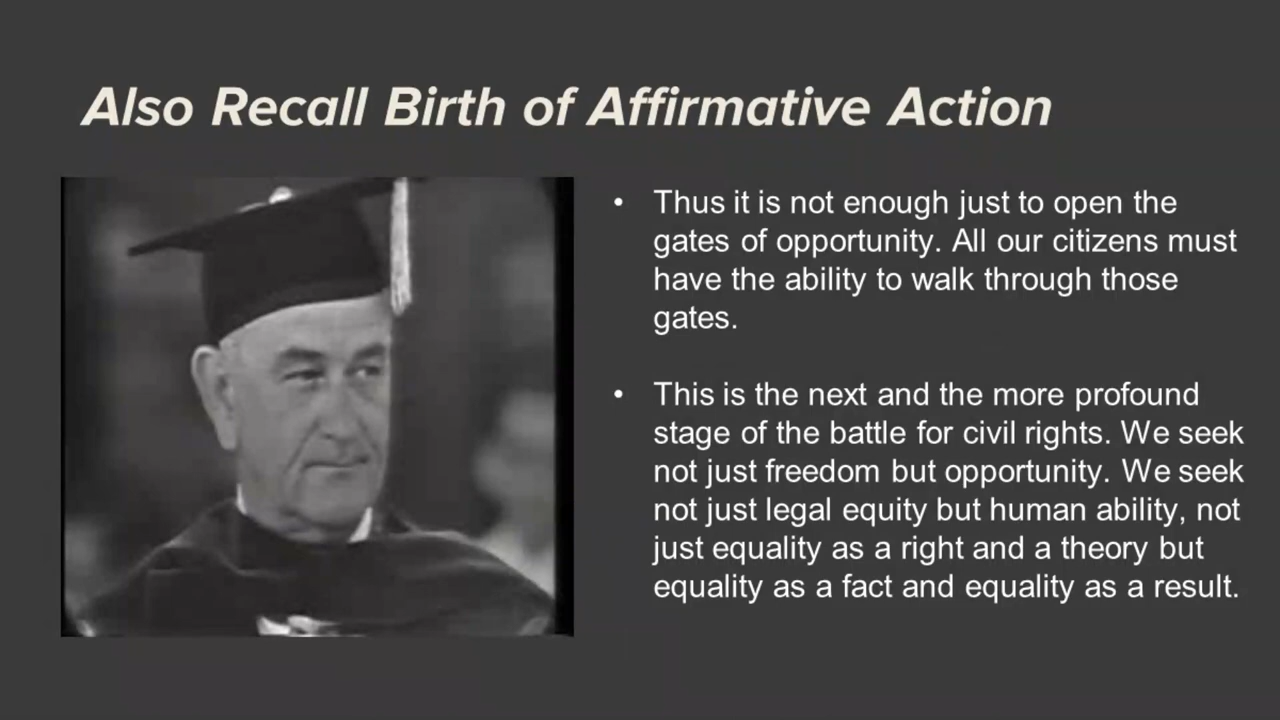 Also Recall Birth of Affirmative Action
• Thus it is not enough just to open the
gates of opportunity. All our citizens must
have the ability to walk through those
gates.
• This is the next and the more profound
stage of the battle for civil rights. We seek
not just freedom but opportunity. We seek
not just legal equity but human ability, not
just equality as a right and a theory but
equality as a fact and equality as a result.